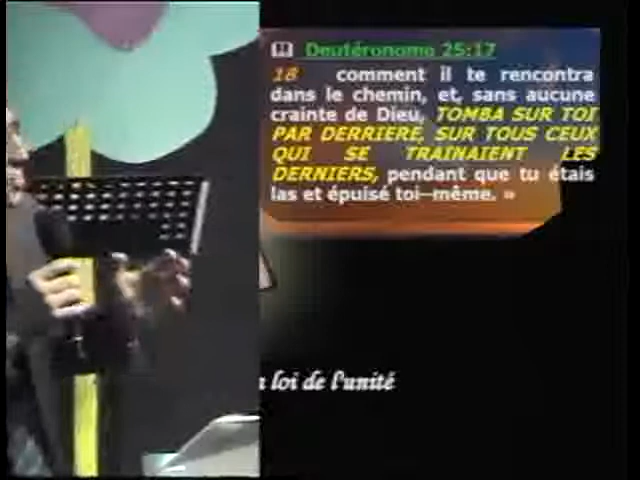 Deutéronome 25:17
18 comment il te rencontra
dans le chemin, et, sans aucune
crainte de Dieu, TOMBA SUR TOI
PAR DERRIERE, SUR TOUS CEUX
QUI SE TRAINAIENT LES
DERNIERS, pendant que tu étais
las et épuisé toi-même. »
loi de l'unité